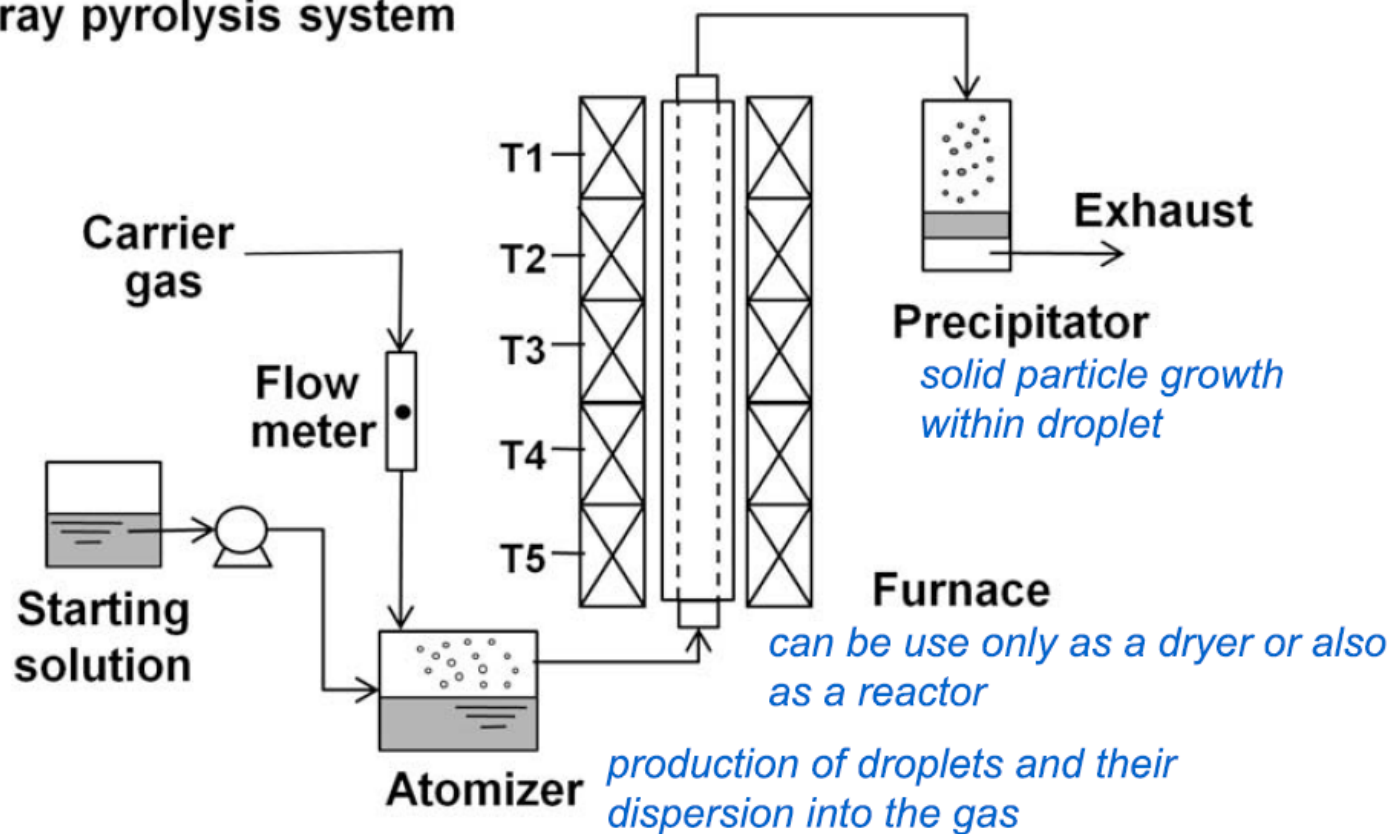 ray pyrolysis system
T1
T2
T3
T4
T5
Carrier
gas
Flow
meter
Starting
solution
Atomizer
production of droplets and their
dispersion into the gas
Furnace
can be use only as a dryer or also
as a reactor
Exhaust
Precipitator
solid particle growth
within droplet